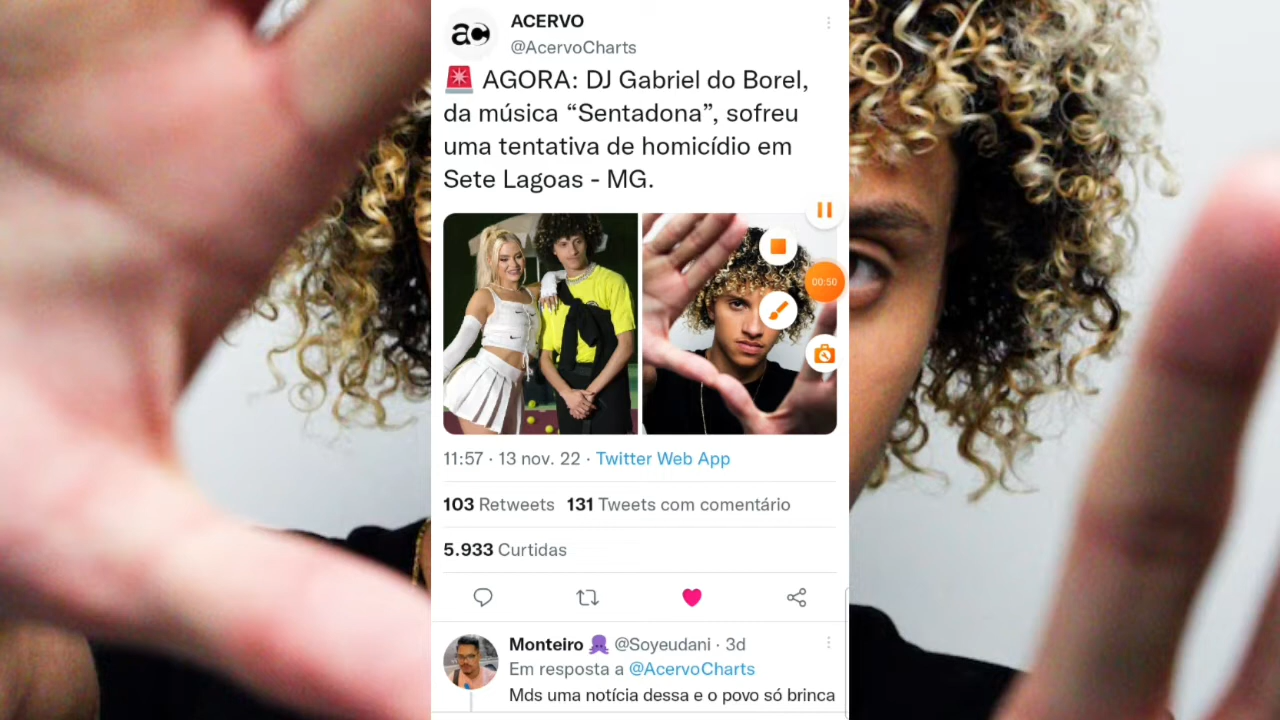 ac
ACERVO
@AcervoCharts
🚨 AGORA: DJ Gabriel do Borel,
da música “Sentadona”, sofreu
uma tentativa de homicídio em
Sete Lagoas - MG.
00:50
11:57 · 13 nov. 22 · Twitter Web App
103 Retweets 131 Tweets com comentário
5.933 Curtidas
Monteiro 🐙 @Soyeudani · 3d
Em resposta a @AcervoCharts
Mds uma notícia dessa e o povo só brinca